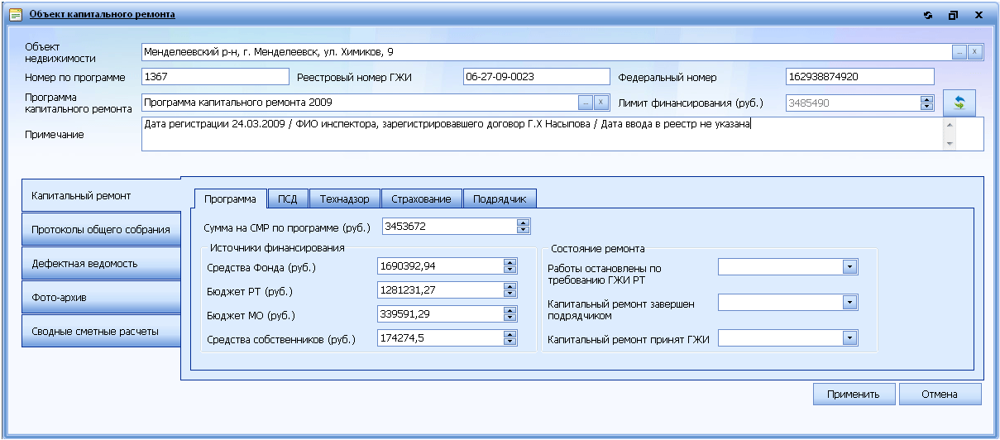 Объект капитального ремонта
Объект
недвижимости
Менделеевский р-н, г. Менделеевск, ул. Химиков, 9
... x
Номер по программе 1367 Реестровый номер ГЖИ 06-27-09-0023 Федеральный номер 162938874920
Программа
капитального ремонта
Программа капитального ремонта 2009 ... x Лимит финансирования (руб.) 3485490
Примечание
Дата регистрации 24.03.2009 / ФИО инспектора, зарегистрировавшего договор Г.Х Насыпова / Дата ввода в реестр не указана
Капитальный ремонт
Протоколы общего собрания
Дефектная ведомость
Фото-архив
Сводные сметные расчеты
Программа ПСД Технадзор Страхование Подрядчик
Сумма на СМР по программе (руб.) 3453672
Источники финансирования
Средства Фонда (руб.) 1690392,94
Бюджет РТ (руб.) 1281231,27
Бюджет МО (руб.) 339591,29
Средства собственников (руб.) 174274,5
Состояние ремонта
Работы остановлены по
требованию ГЖИ РТ
Капитальный ремонт завершен
подрядчиком
Капитальный ремонт принят ГЖИ
Применить Отмена